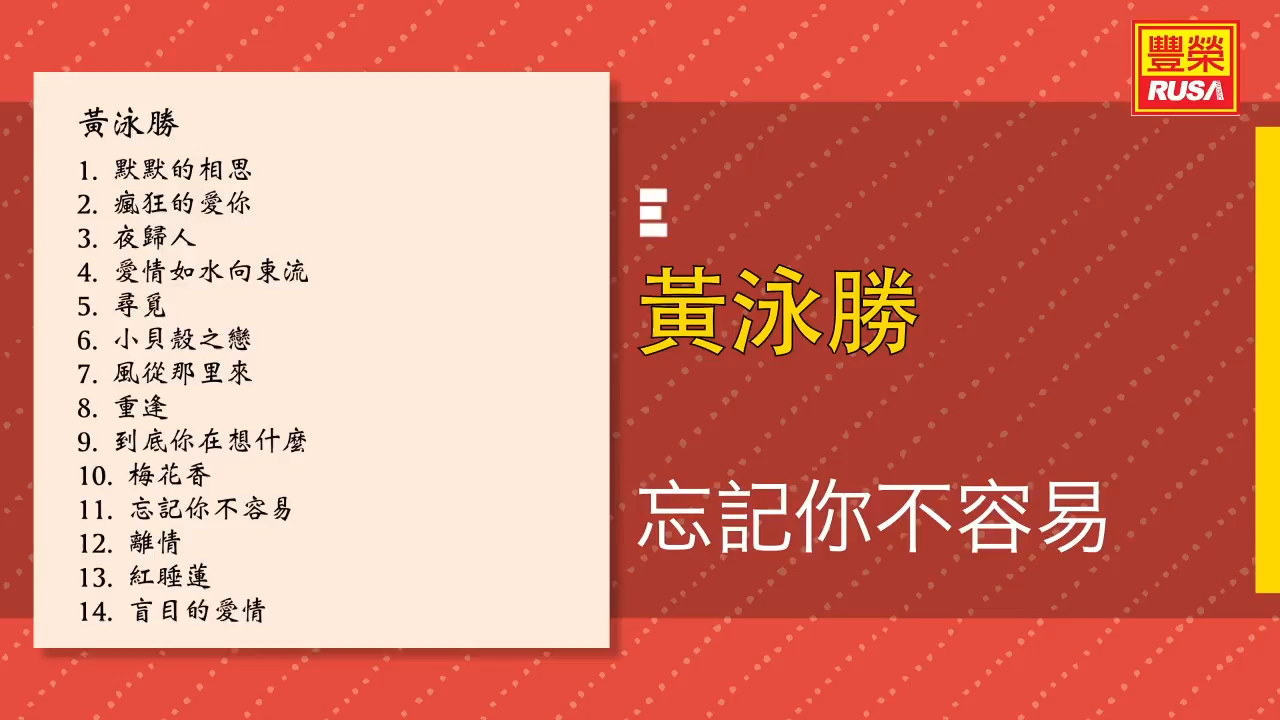 黃泳勝
1. 默默的相思
2. 瘋狂的愛你
3. 夜歸人
4. 愛情如水向東流
5. 尋覓
6. 小貝殼之戀
7. 風從那里來
8. 重逢
9. 到底你在想什麼
10. 梅花香
11. 忘記你不容易
12. 離情
13. 紅睡蓮
14. 盲目的愛情
豐榮
RUSA
黃泳勝
忘記你不容易